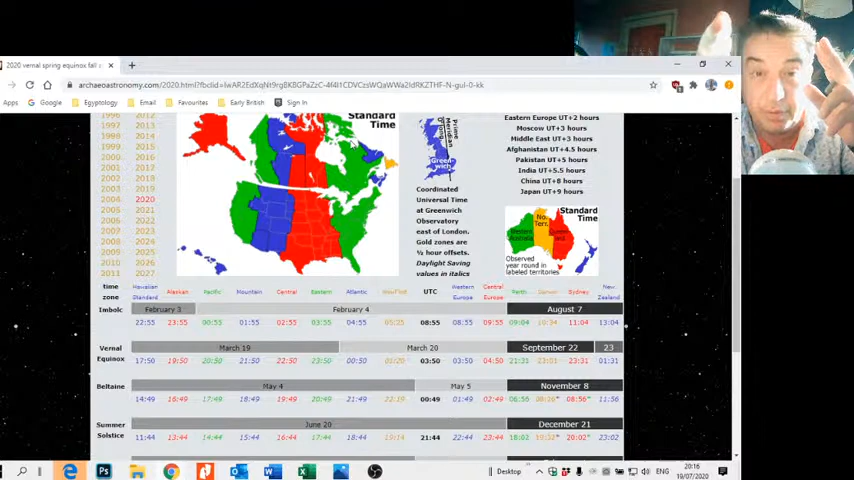 2020 vernal spring equinox fall a
archaeoastronomy.com/2020.html?fbclid=
Apps Google Egyptology Email Favourites Early British Sign In
1996 2012
1997 2013
1998 2014
1999 2015
2000 2016
2001 2017
2002 2018
2003 2019
2004 2020
2005 2021
2006 2022
2007 2023
2008 2024
2009 2025
2010 2026
2011 2027
Standard
Time
Prime
Meridian
Green-
wich
Coordinated
Universal Time
at Greenwich
Observatory
east of London.
Gold zones are
½ hour offsets.
Daylight Saving
values in italics
Eastern Europe UT+2 hours
Moscow UT+3 hours
Middle East UT+3 hours
Afghanistan UT+4.5 hours
Pakistan UT+5 hours
India UT+5.5 hours
China UT+8 hours
Japan UT+9 hours
Standard
Time
No.
Terr.
Western
Australia
Observed
year round in
labeled territories
time zone Hawaiian Standard Alaskan Pacific Mountain Central Eastern Atlantic NewFlnd UTC Western Europe Central Europe Perth Darwin Sydney New Zealand
Imbolc February 3 February 4 August 7
22:55 23:55 00:55 01:55 02:55 03:55 04:55 05:25 08:55 08:55 09:55 09:04 10:34 11:04 13:04
Vernal Equinox March 19 March 20 September 22 23
17:50 19:50 20:50 21:50 22:50 23:50 00:50 01:20 03:50 03:50 04:50 21:31 23:01 23:31 01:31
Beltaine May 4 May 5 November 8
14:49 16:49 17:49 18:49 19:49 20:49 21:49 22:19 00:49 01:49 02:49 06:56 08:56* 11:56
Summer Solstice June 20 December 21
11:44 13:44 14:44 15:44 16:44 17:44 18:44 19:14 21:44 22:44 23:44 18:02 19:32* 20:02* 23:02
Desktop ENG 20:16
19/07/2020